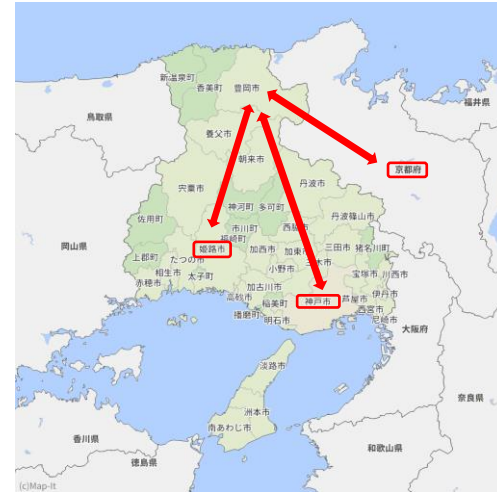 新温泉町
香美町
豊岡市
福井県
鳥取県
養父市
朝来市
京都府
宍粟市
丹波市
神河町
多可町
佐用町
丹波篠山市
市川町
西脇
岡山県
姫路市
福崎町
加西市
加東市
三田市
猪名川町
上郡町
たつの市
小野市
三木市
相生市
太子町
宝塚市
川西市
赤穂市
加古川市
高砂市
稲美町
神戸市
芦屋市
伊丹市
西宮市
播磨町
明石市
尼崎市
大阪府
淡路市
奈良県
洲本市
南あわじ市
香川県
和歌山県
徳島県
(c)Map-It